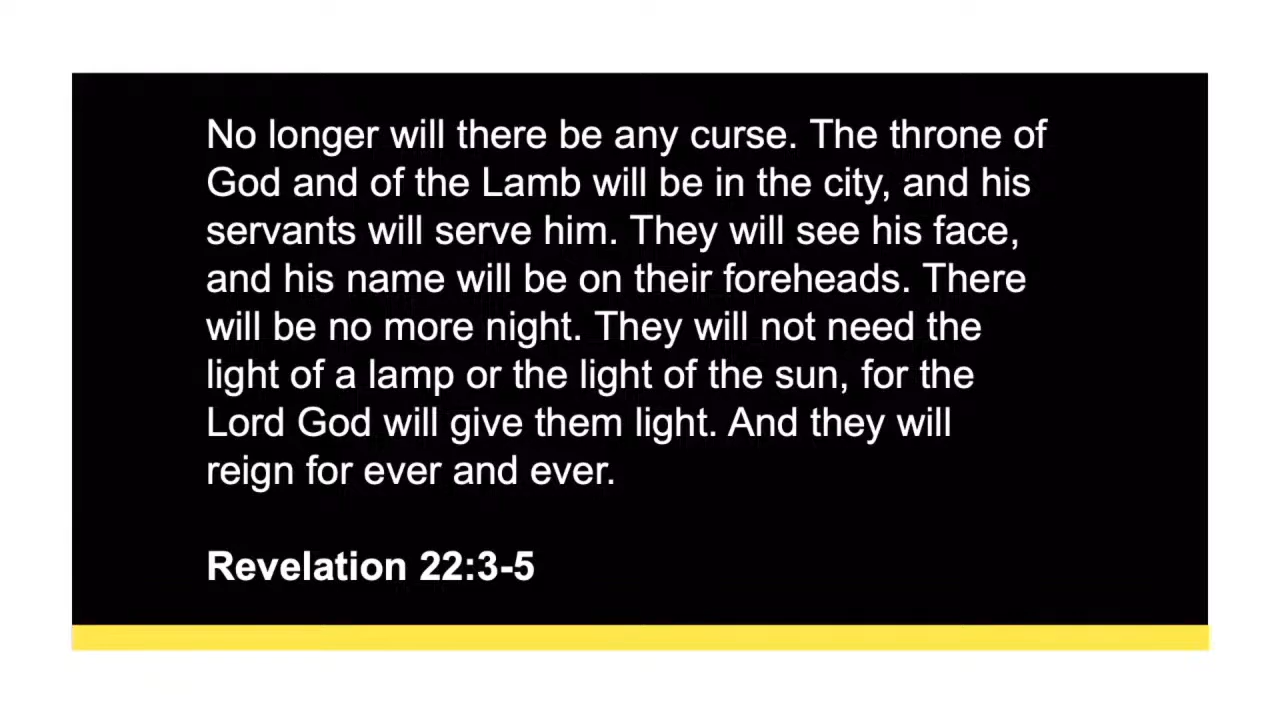 No longer will there be any curse. The throne of
God and of the Lamb will be in the city, and his
servants will serve him. They will see his face,
and his name will be on their foreheads. There
will be no more night. They will not need the
light of a lamp or the light of the sun, for the
Lord God will give them light. And they will
reign for ever and ever.
Revelation 22:3-5